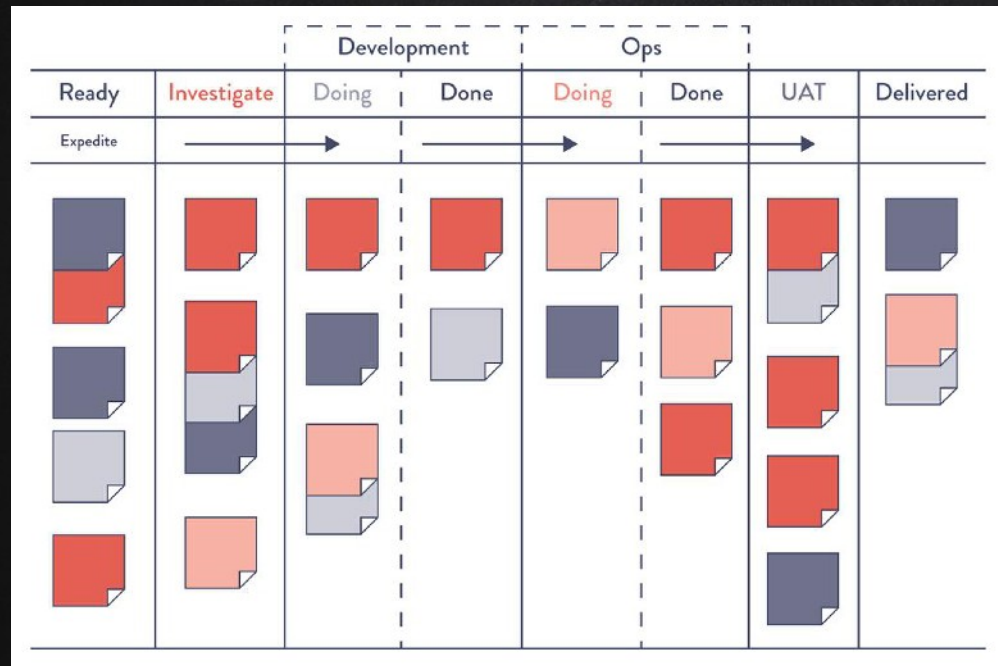 Development Ops
Ready Investigate Doing Done Doing Done UAT Delivered
Expedite